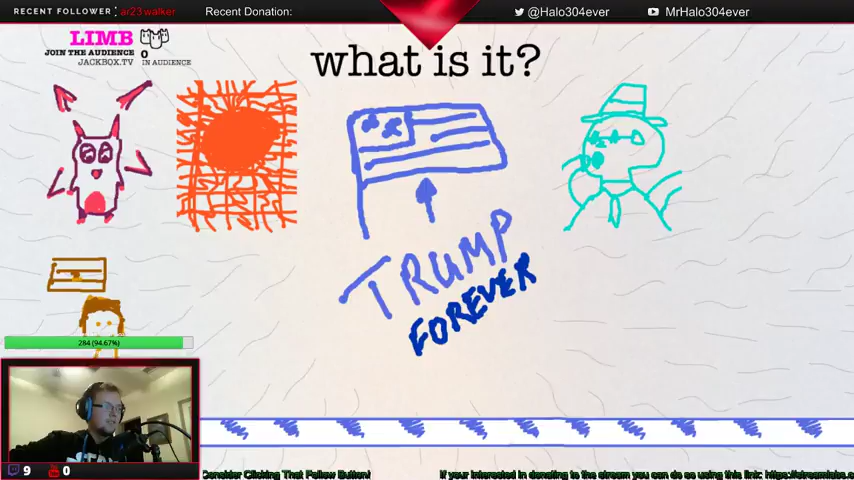 RECENT FOLLOWER: ar23walker Recent Donation: @Halo304ever MrHalo304ever
LIMB
JOIN THE AUDIENCE 0
JACKBOX.TV IN AUDIENCE
what is it?
TRUMP
FOREVER
284 (94.67%)
9 0
Consider Clicking That Follow Button! If your interested in donating to the stream you can do so using this link: https://streamlabs.c